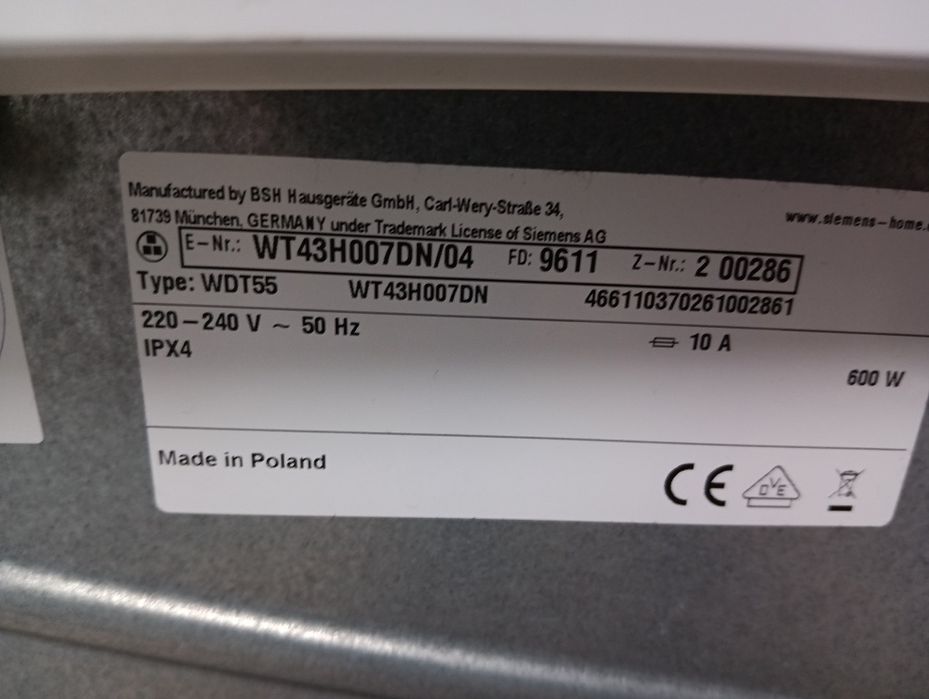 Manufactured by BSH Hausgeräte GmbH, Carl-Wery-Straße 34,
81739 München, GERMANY under Trademark License of Siemens AG
www.siemens-home.
E-Nr.: WT43H007DN/04 FD: 9611 Z-Nr.: 2 00286
Type: WDT55 WT43H007DN 466110370261002861
220-240 V ~ 50 Hz 10 A
IPX4
600 W
Made in Poland
CE DVE